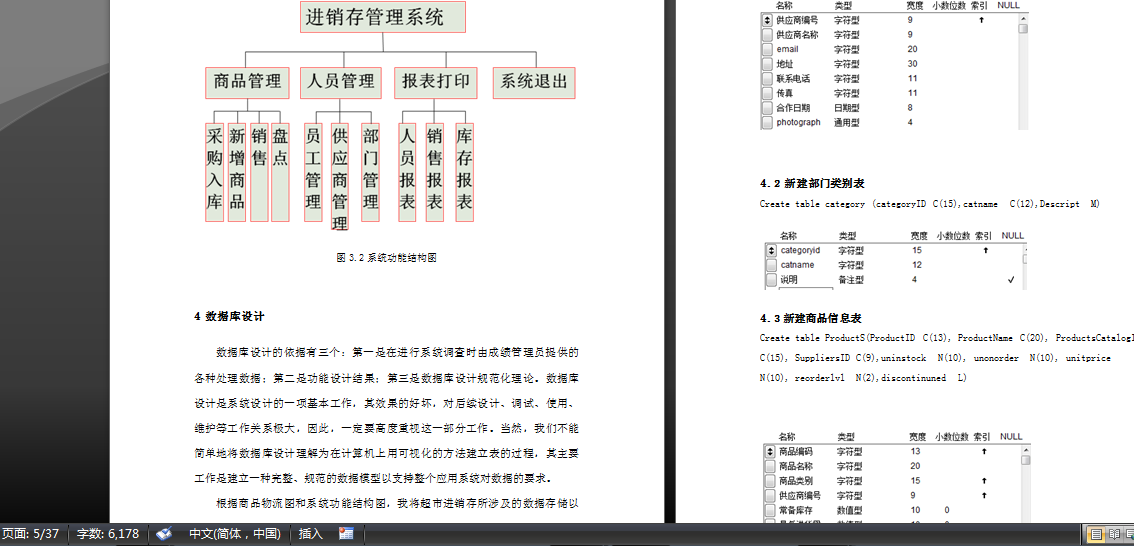 进销存管理系统
商品管理 人员管理 报表打印 系统退出
采购入库 新增商品 销售 盘点 员工管理 供应商管理 部门管理 人员报表 销售报表 库存报表
图 3.2 系统功能结构图
4 数据库设计
数据库设计的依据有三个：第一是在进行系统调查时由成绩管理员提供的
各种处理数据；第二是功能设计结果；第三是数据库设计规范化理论。数据库
设计是系统设计的一项基本工作，其效果的好坏，对后续设计、调试、使用、
维护等工作关系极大，因此，一定要高度重视这一部分工作。当然，我们不能
简单地将数据库设计理解为在计算机上用可视化的方法建立表的过程，其主要
工作是建立一种完整、规范的数据模型以支持整个应用系统对数据的要求。
根据商品物流图和系统功能结构图，我将超市进销存所涉及的数据存储以
名称 类型 宽度 小数位数 索引 NULL
供应商编号 字符型 9 ↑
供应商名称 字符型 9
email 字符型 20
地址 字符型 30
联系电话 字符型 11
传真 字符型 11
合作日期 日期型 8
photograph 通用型 4
4.2 新建部门类别表
Create table category (categoryID C(15),catname C(12),Descript M)
名称 类型 宽度 小数位数 索引 NULL
categoryid 字符型 15 ↑
catname 字符型 12
说明 备注型 4 ✓
4.3 新建商品信息表
Create table ProductS(ProductID C(13), ProductName C(20), ProductsCatalogI
C(15), SuppliersID C(9),uninstock N(10), unonorder N(10), unitprice
N(10), reorderlvl N(2),discontinuned L)
名称 类型 宽度 小数位数 索引 NULL
商品编码 字符型 13 ↑
商品名称 字符型 20
商品类别 字符型 15 ↑
供应商编号 字符型 9 ↑
常备库存 数值型 10 0
页面: 5/37 字数: 6,178 中文(简体，中国) 插入